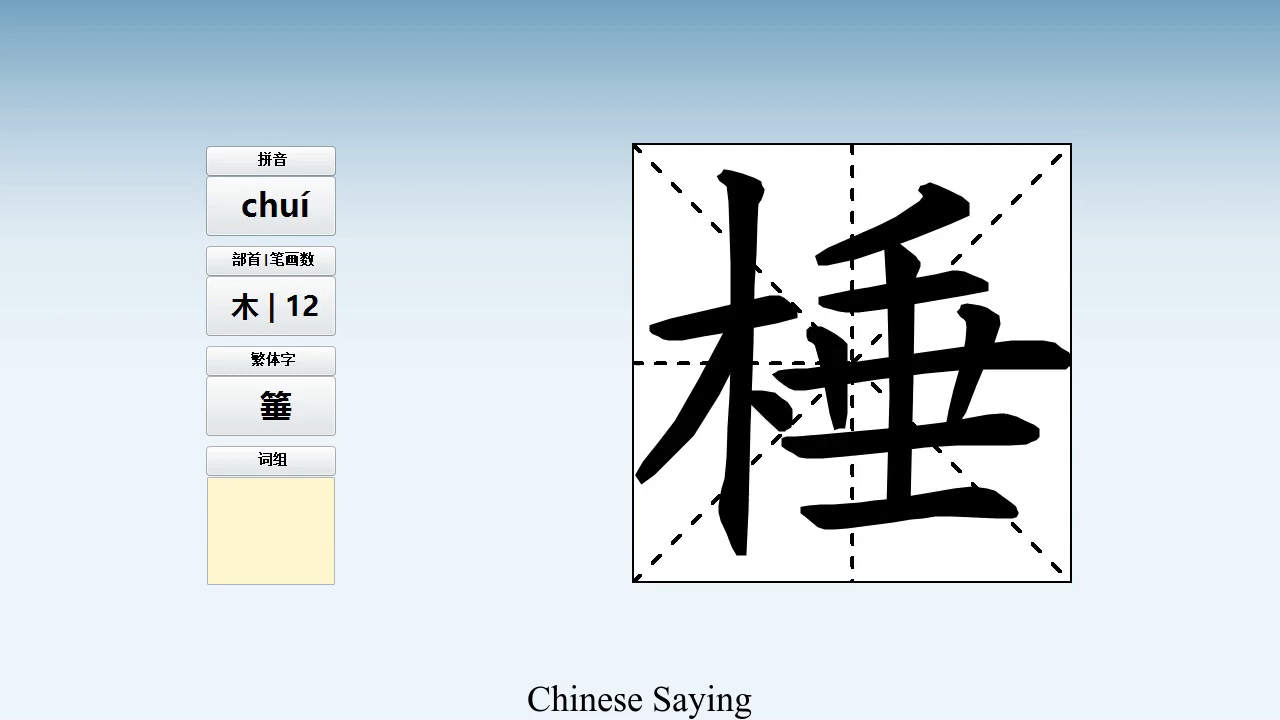 拼音
chuí
部首|笔画数
木 | 12
繁体字
箠
词组
棰
Chinese Saying